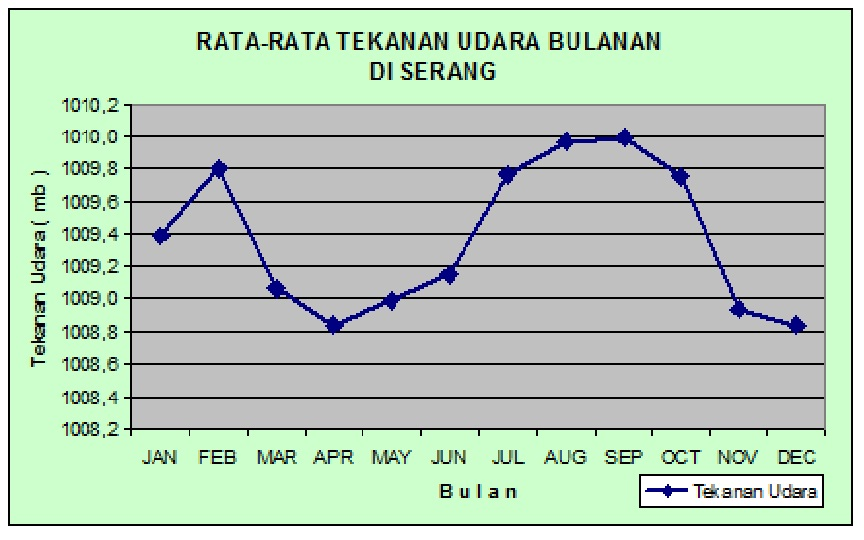 RATA-RATA TEKANAN UDARA BULANAN
DI SERANG
Tekanan Udara ( mb )
1010,2
1010,0
1009,8
1009,6
1009,4
1009,2
1009,0
1008,8
1008,6
1008,4
1008,2
JAN FEB MAR APR MAY JUN JUL AUG SEP OCT NOV DEC
Bulan
Tekanan Udara